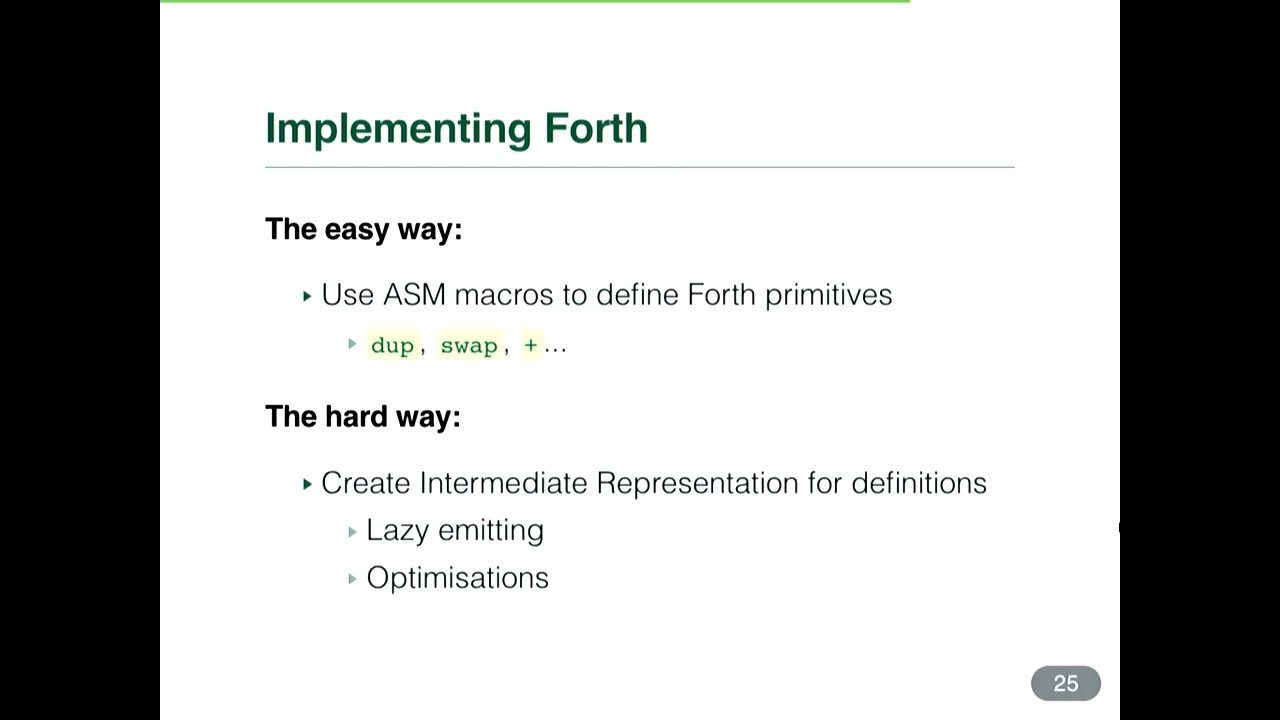 Implementing Forth
The easy way:
Use ASM macros to define Forth primitives
dup, swap, +...
The hard way:
Create Intermediate Representation for definitions
Lazy emitting
Optimisations
25